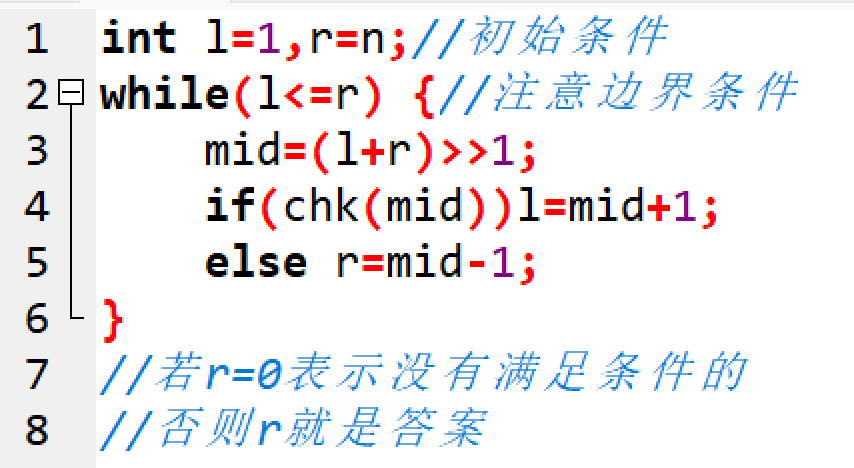 1 int l=1,r=n;//初始条件
2 while(l<=r) {//注意边界条件
3 mid=(l+r)>>1;
4 if(chk(mid))l=mid+1;
5 else r=mid-1;
6 }
7 //若r=0表示没有满足条件的
8 //否则r就是答案